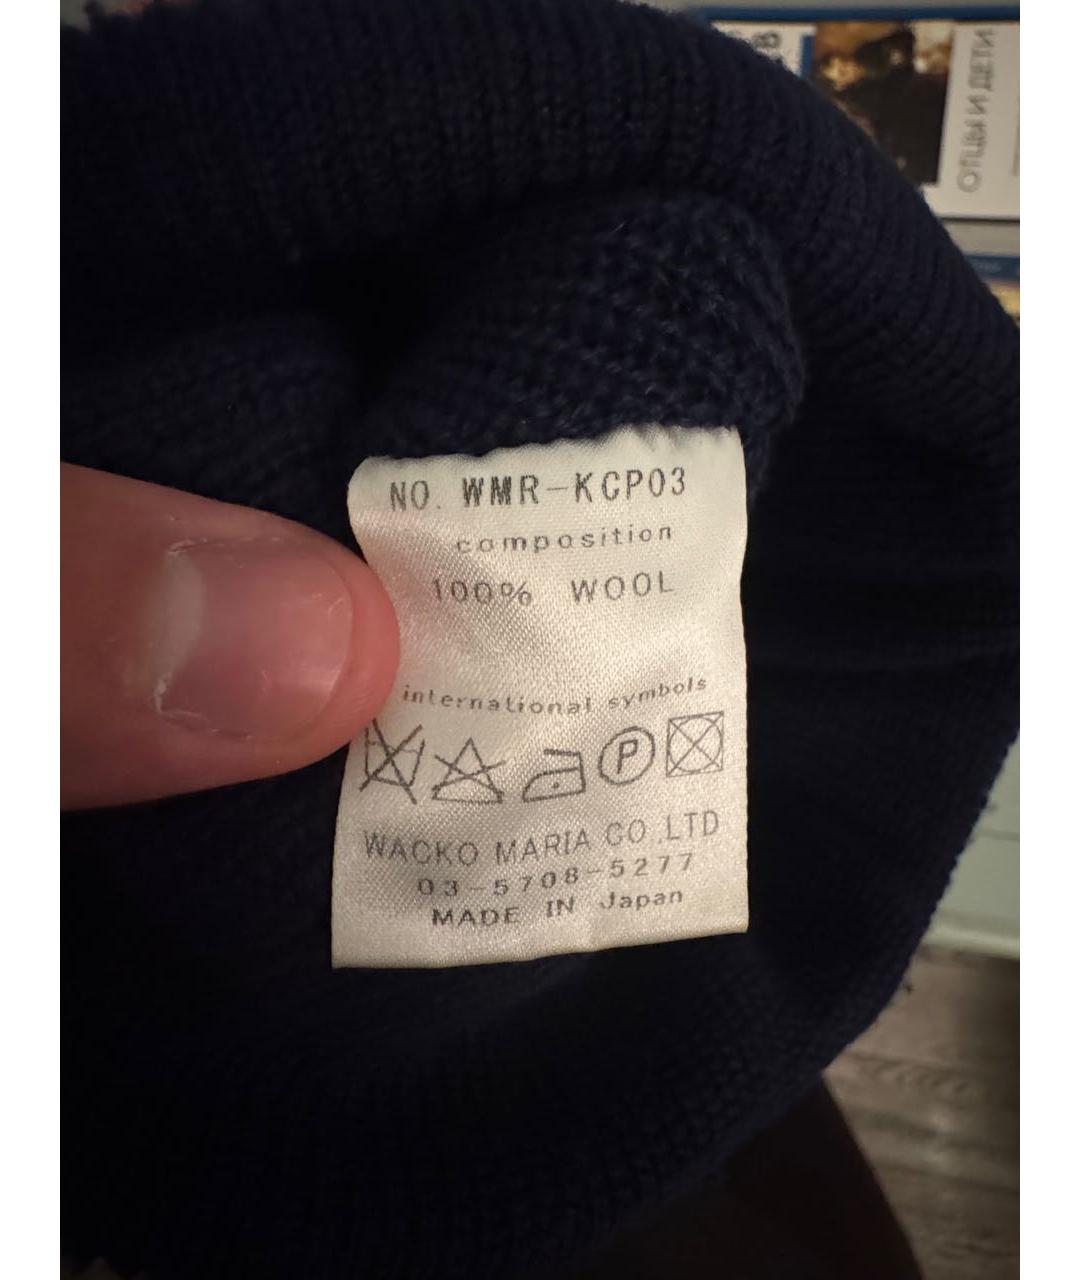 ОТЦЫ И ДЕТИ
NO. WMR-KCP03
composition
100% WOOL
international symbols
P
WACKO MARIA CO.LTD
03-5708-5277
MADE IN Japan